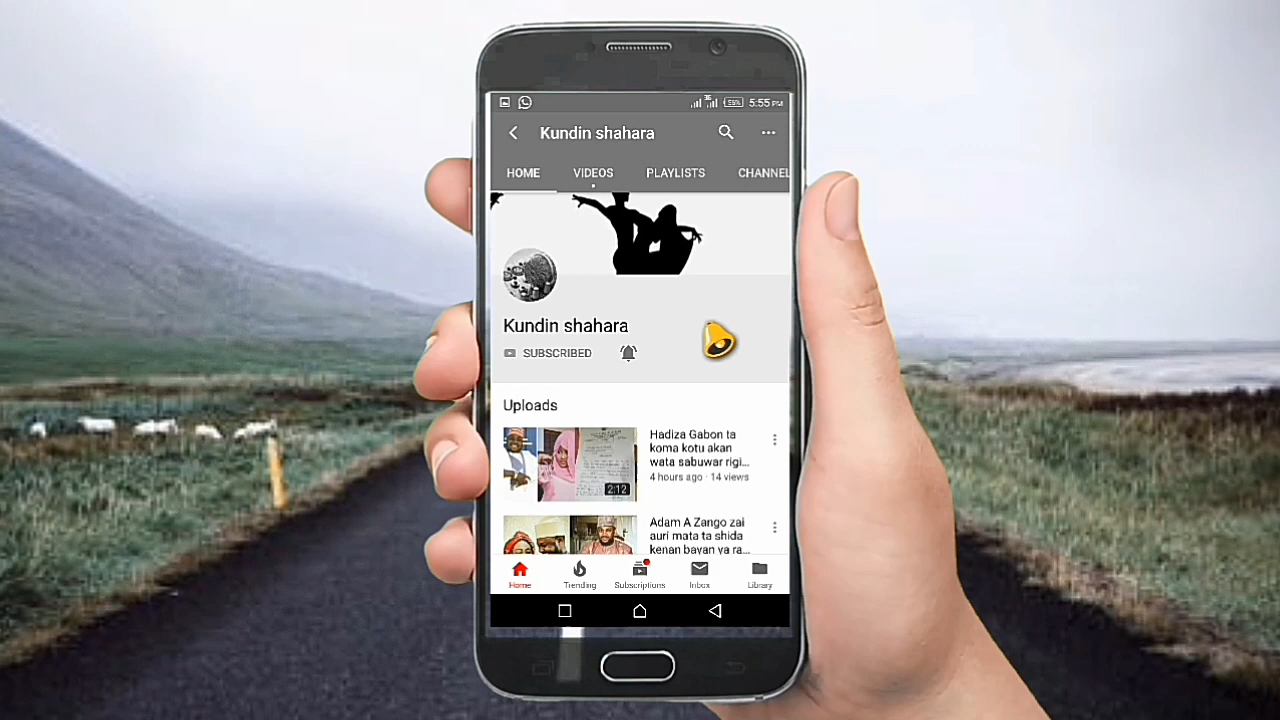 3G 56% 5:55 PM
Kundin shahara
HOME VIDEOS PLAYLISTS CHANNEL
Kundin shahara
SUBSCRIBED
Uploads
Hadiza Gabon ta
koma kotu akan
wata sabuwar rigi...
4 hours ago · 14 views
2:12
Adam A Zango zai
auri mata ta shida
kenan bayan ya ra...
Home Trending Subscriptions Inbox Library